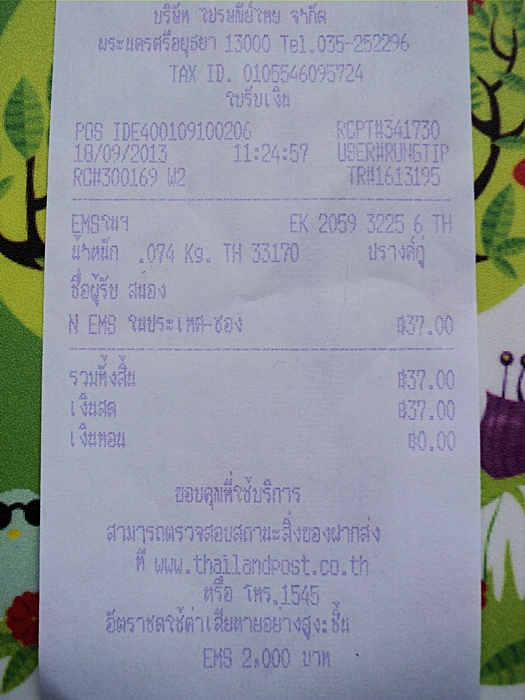 บริษัท ไปรษณีย์ไทย จำกัด
พระนครศรีอยุธยา 13000 Tel.035-252296
TAX ID. 0105546095724
ใบรับเงิน
POS IDE400109100206 RCPT#341730
18/09/2013 11:24:57 USER#RUNGTIP
RG#300169 W2 TR#1613195
EMSในฯ EK 2059 3225 6 TH
น้ำหนัก .074 Kg. TH 33170 ปรางค์กู่
ชื่อผู้รับ สนอง
N EMS ในประเทศ-ซอง ฿37.00
รวมทั้งสิ้น ฿37.00
เงินสด ฿37.00
เงินทอน ฿0.00
ขอบคุณที่ใช้บริการ
สามารถตรวจสอบสถานะสิ่งของฝากส่ง
ที่ www.thailandpost.co.th
หรือ โทร.1545
อัตราชดใช้ค่าเสียหายอย่างสูงชิ้น
EMS 2,000 บาท